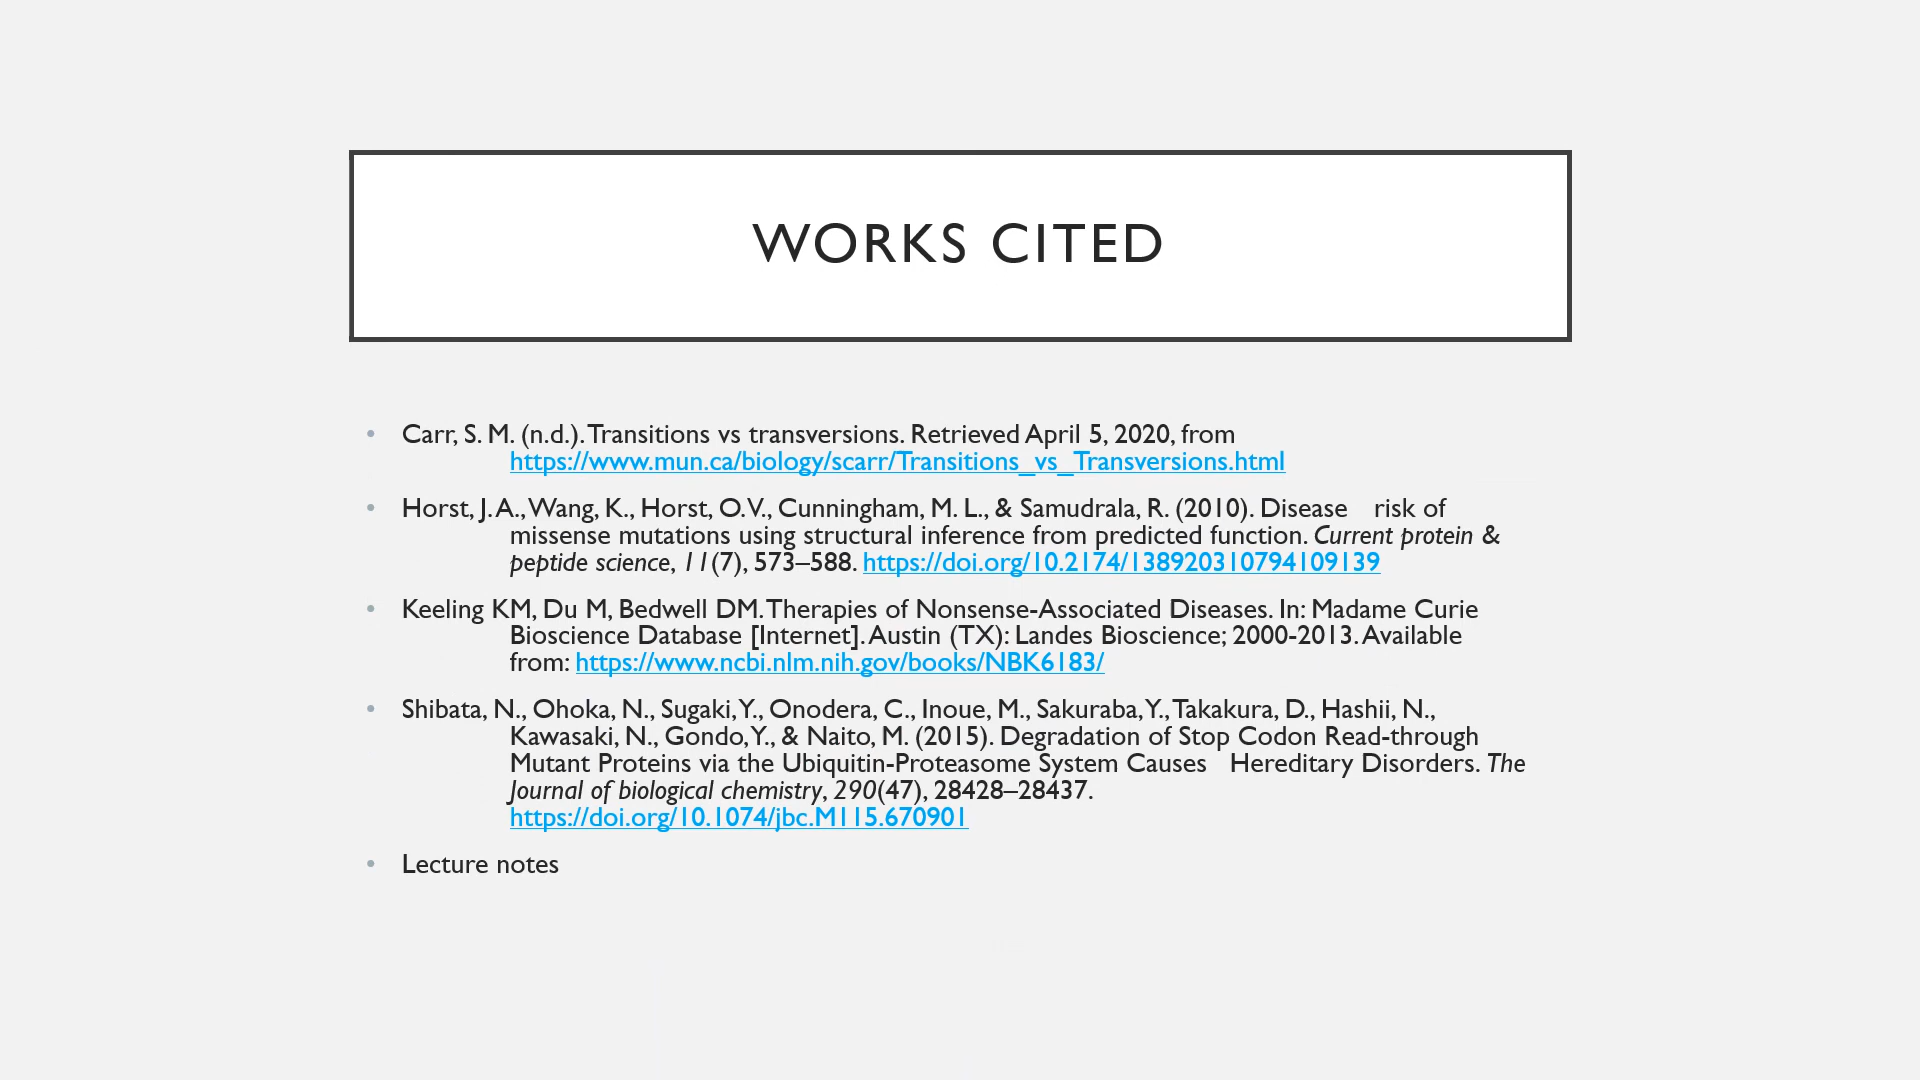 WORKS CITED
• Carr, S. M. (n.d.). Transitions vs transversions. Retrieved April 5, 2020, from
https://www.mun.ca/biology/scarr/Transitions_vs_Transversions.html
• Horst, J. A., Wang, K., Horst, O. V., Cunningham, M. L., & Samudrala, R. (2010). Disease risk of
missense mutations using structural inference from predicted function. Current protein &
peptide science, 11(7), 573–588. https://doi.org/10.2174/138920310794109139
• Keeling KM, Du M, Bedwell DM. Therapies of Nonsense-Associated Diseases. In: Madame Curie
Bioscience Database [Internet]. Austin (TX): Landes Bioscience; 2000-2013. Available
from: https://www.ncbi.nlm.nih.gov/books/NBK6183/
• Shibata, N., Ohoka, N., Sugaki, Y., Onodera, C., Inoue, M., Sakuraba, Y., Takakura, D., Hashii, N.,
Kawasaki, N., Gondo, Y., & Naito, M. (2015). Degradation of Stop Codon Read-through
Mutant Proteins via the Ubiquitin-Proteasome System Causes Hereditary Disorders. The
Journal of biological chemistry, 290(47), 28428–28437.
https://doi.org/10.1074/jbc.M115.670901
• Lecture notes